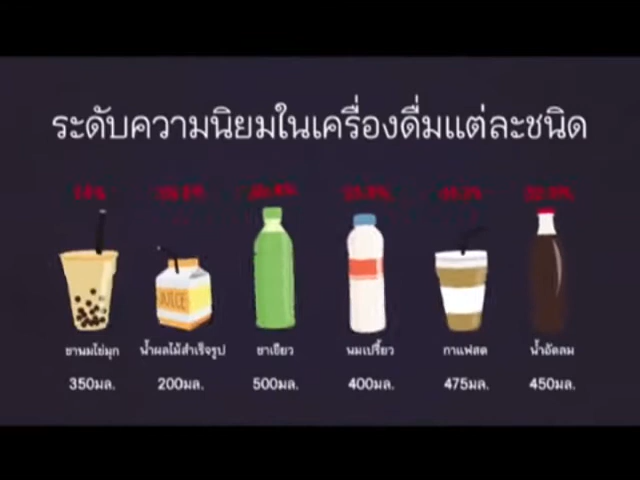 ระดับความนิยมในเครื่องดื่มแต่ละชนิด
JUICE
ชานมไข่มุก น้ำผลไม้สำเร็จรูป ชาเขียว นมเปรี้ยว กาแฟสด น้ำอัดลม
350มล. 200มล. 500มล. 400มล. 475มล. 450มล.